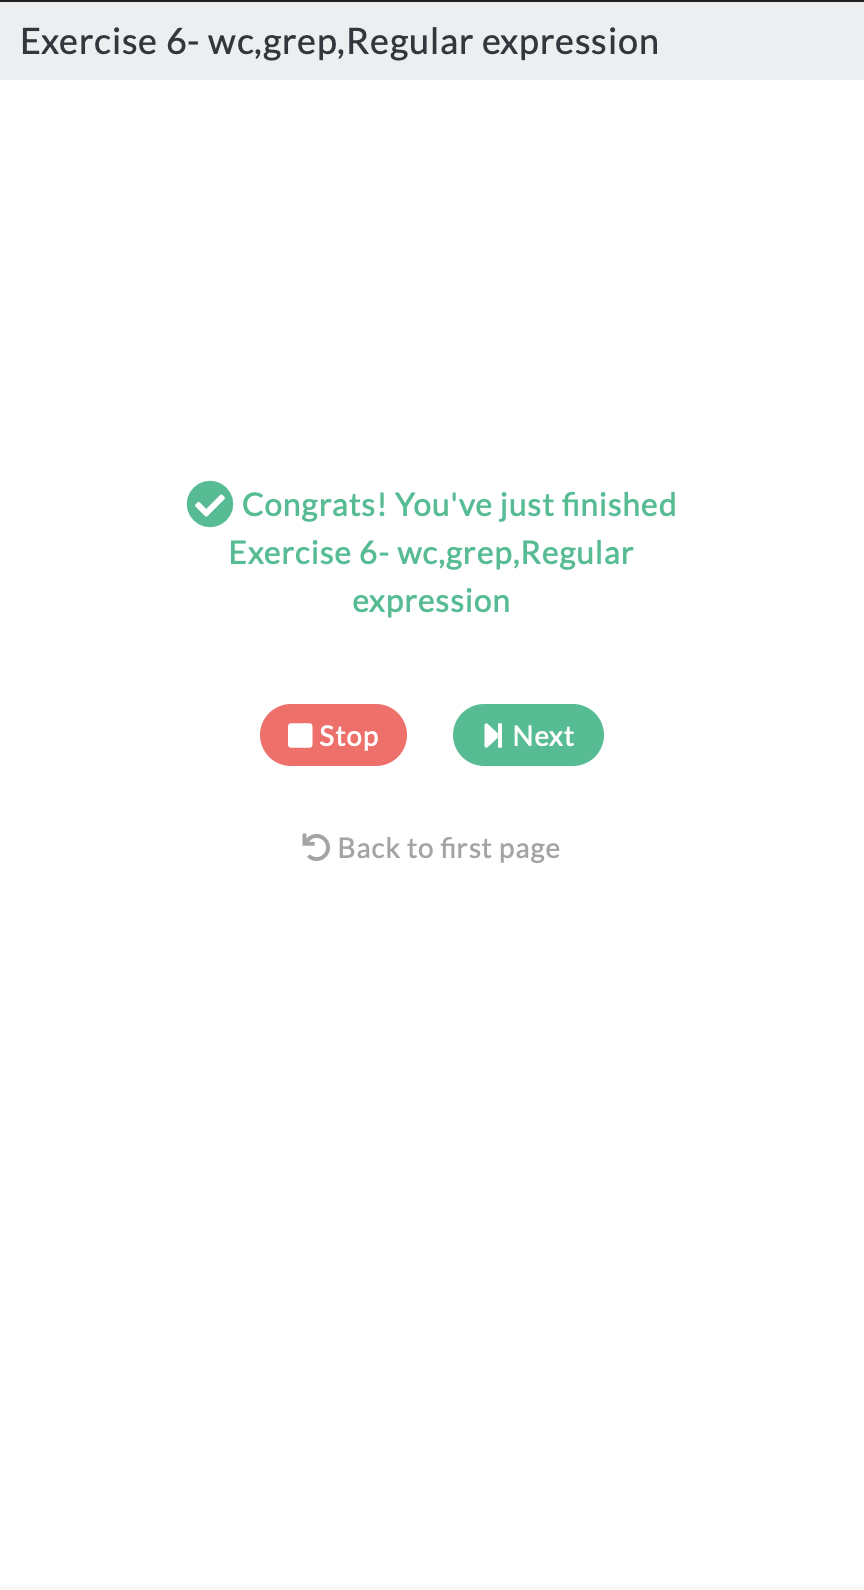 Exercise 6- wc,grep,Regular expression
Congrats! You've just finished
Exercise 6- wc,grep,Regular
expression
Stop
Next
Back to first page